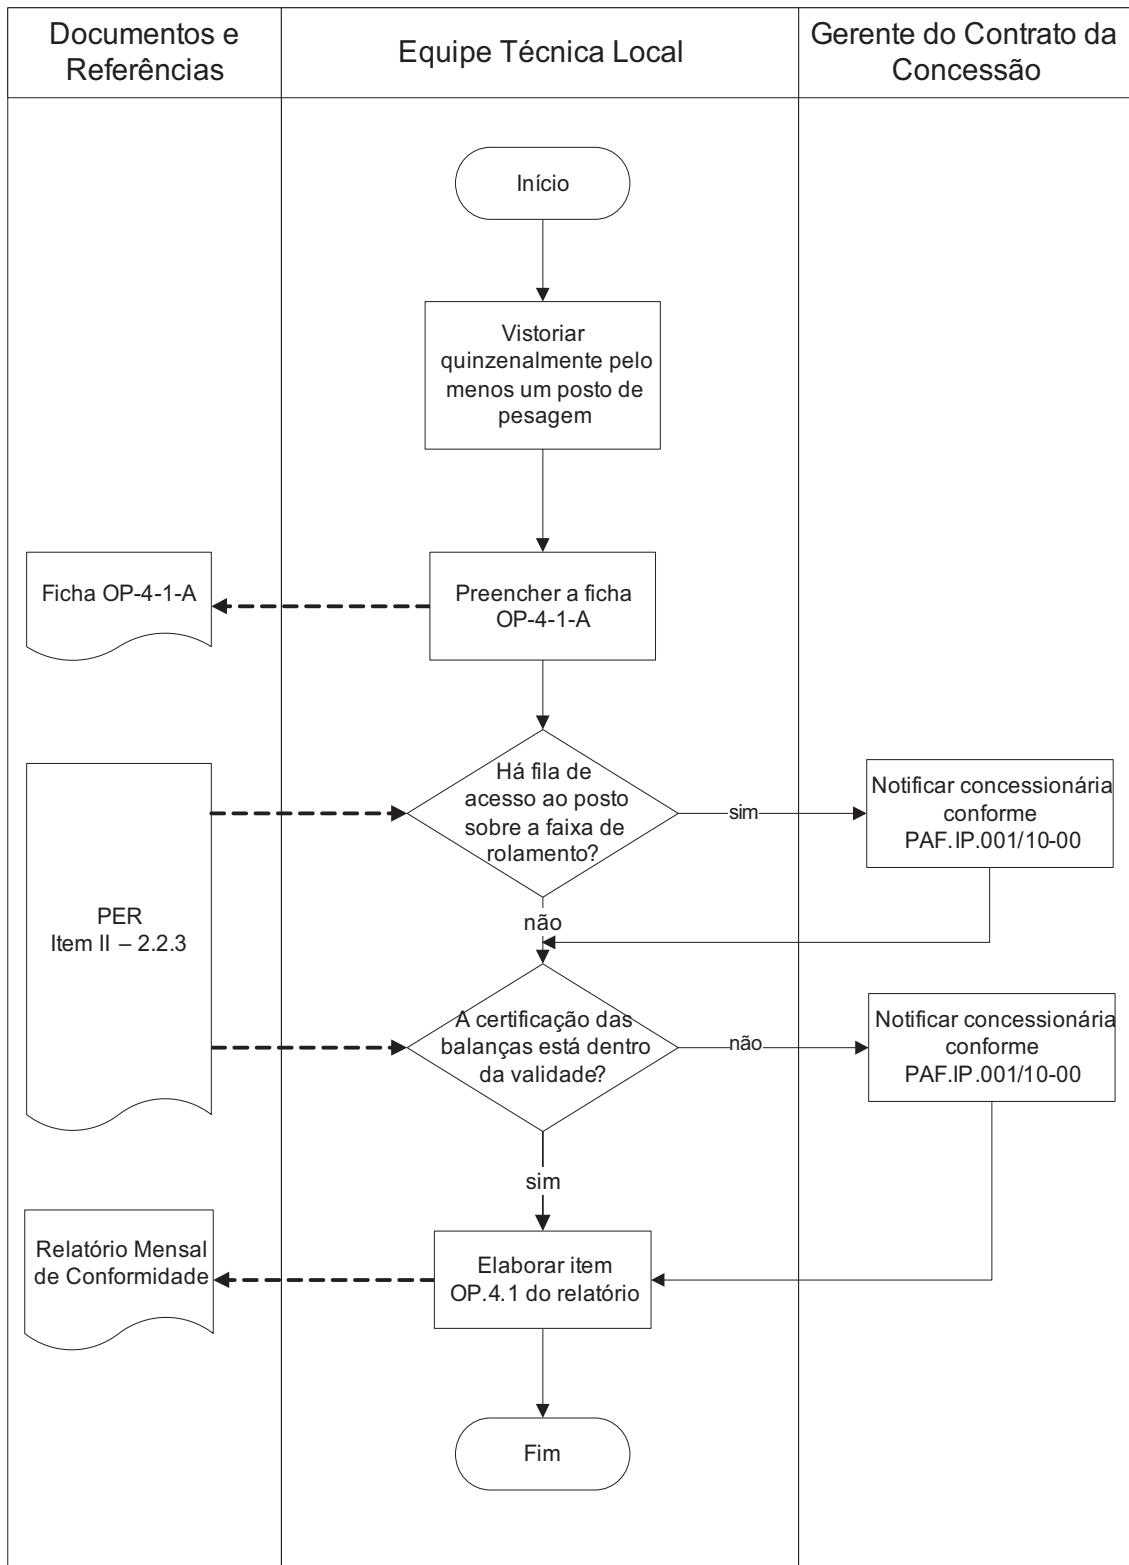 Documentos e
Referências
Equipe Técnica Local
Gerente do Contrato da
Concessão
Início
Vistoriar
quinzenalmente pelo
menos um posto de
pesagem
Ficha OP-4-1-A
Preencher a ficha
OP-4-1-A
Há fila de
acesso ao posto
sobre a faixa de
rolamento?
sim
Notificar concessionária
conforme
PAF.IP.001/10-00
não
PER
Item II – 2.2.3
A certificação das
balanças está dentro
da validade?
não
Notificar concessionária
conforme
PAF.IP.001/10-00
sim
Relatório Mensal
de Conformidade
Elaborar item
OP.4.1 do relatório
Fim